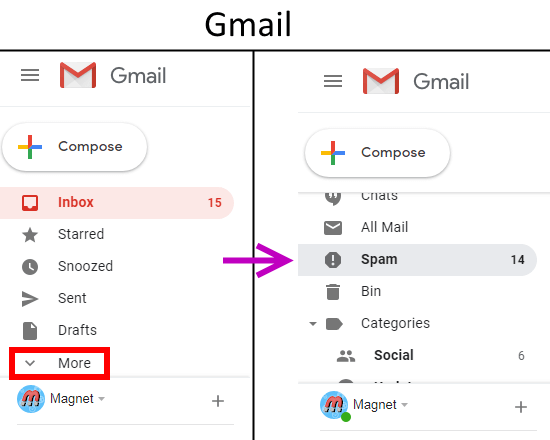 Gmail
Gmail
Compose
Inbox 15
Starred
Snoozed
Sent
Drafts
More
Magnet
Gmail
Compose
Chats
All Mail
Spam 14
Bin
Categories
Social 6
Magnet